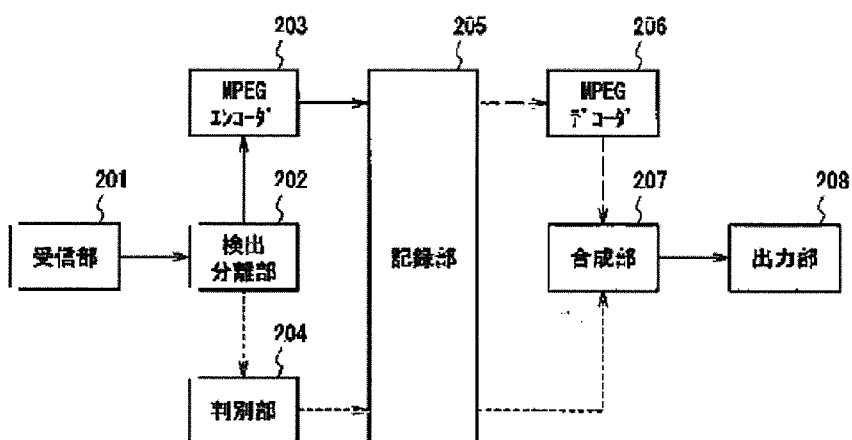 203
205
206
MPEG
エンコーダ
MPEG
デコーダ
201
202
207
208
受信部
検出
分離部
記録部
合成部
出力部
204
判別部